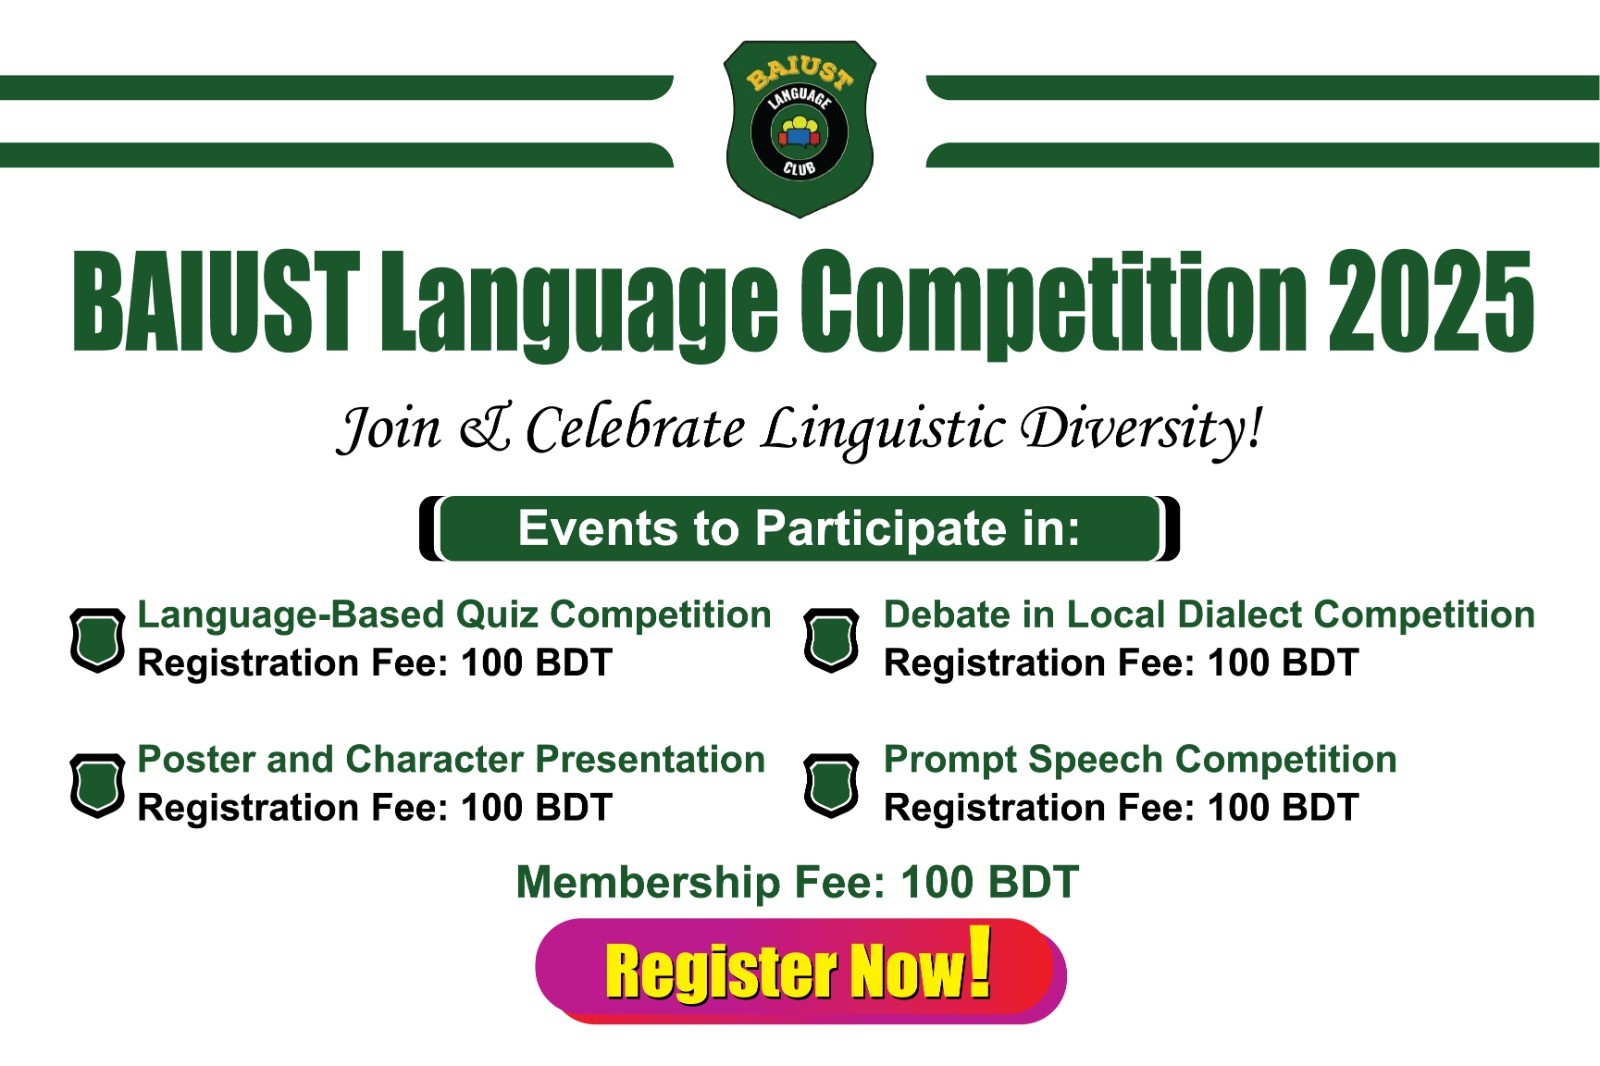 BAIUST
LANGUAGE
CLUB
BAIUST Language Competition 2025
Join & Celebrate Linguistic Diversity!
Events to Participate in:
Language-Based Quiz Competition
Registration Fee: 100 BDT
Debate in Local Dialect Competition
Registration Fee: 100 BDT
Poster and Character Presentation
Registration Fee: 100 BDT
Prompt Speech Competition
Registration Fee: 100 BDT
Membership Fee: 100 BDT
Register Now!